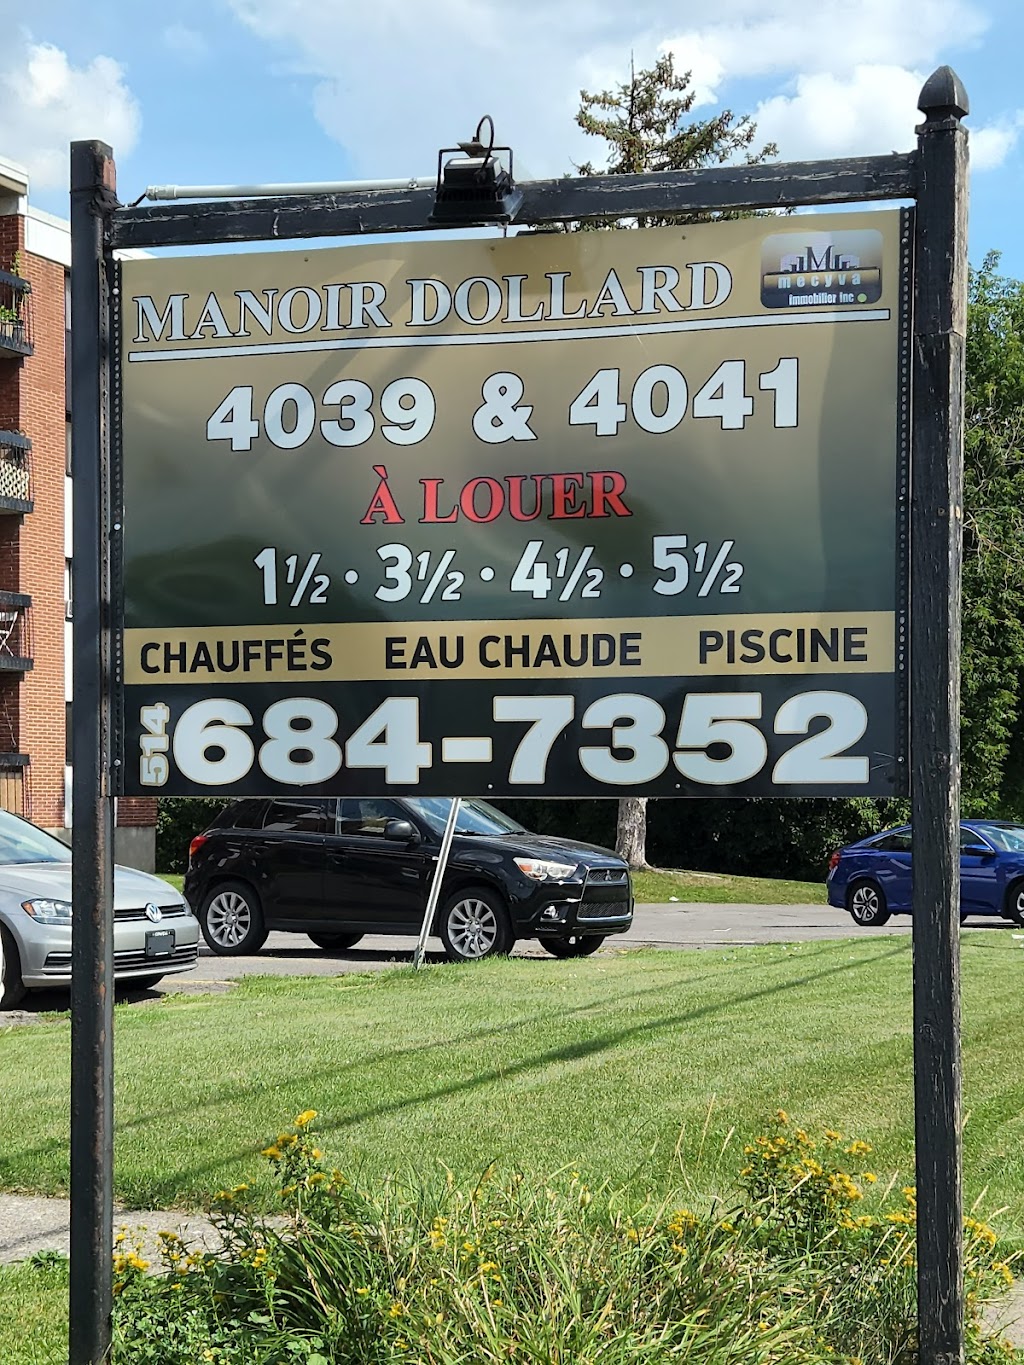 MANOIR DOLLARD
M
mecyva
immobilier inc
4039 & 4041
À LOUER
1½ · 3½ · 4½ · 5½
CHAUFFÉS EAU CHAUDE PISCINE
514 684-7352